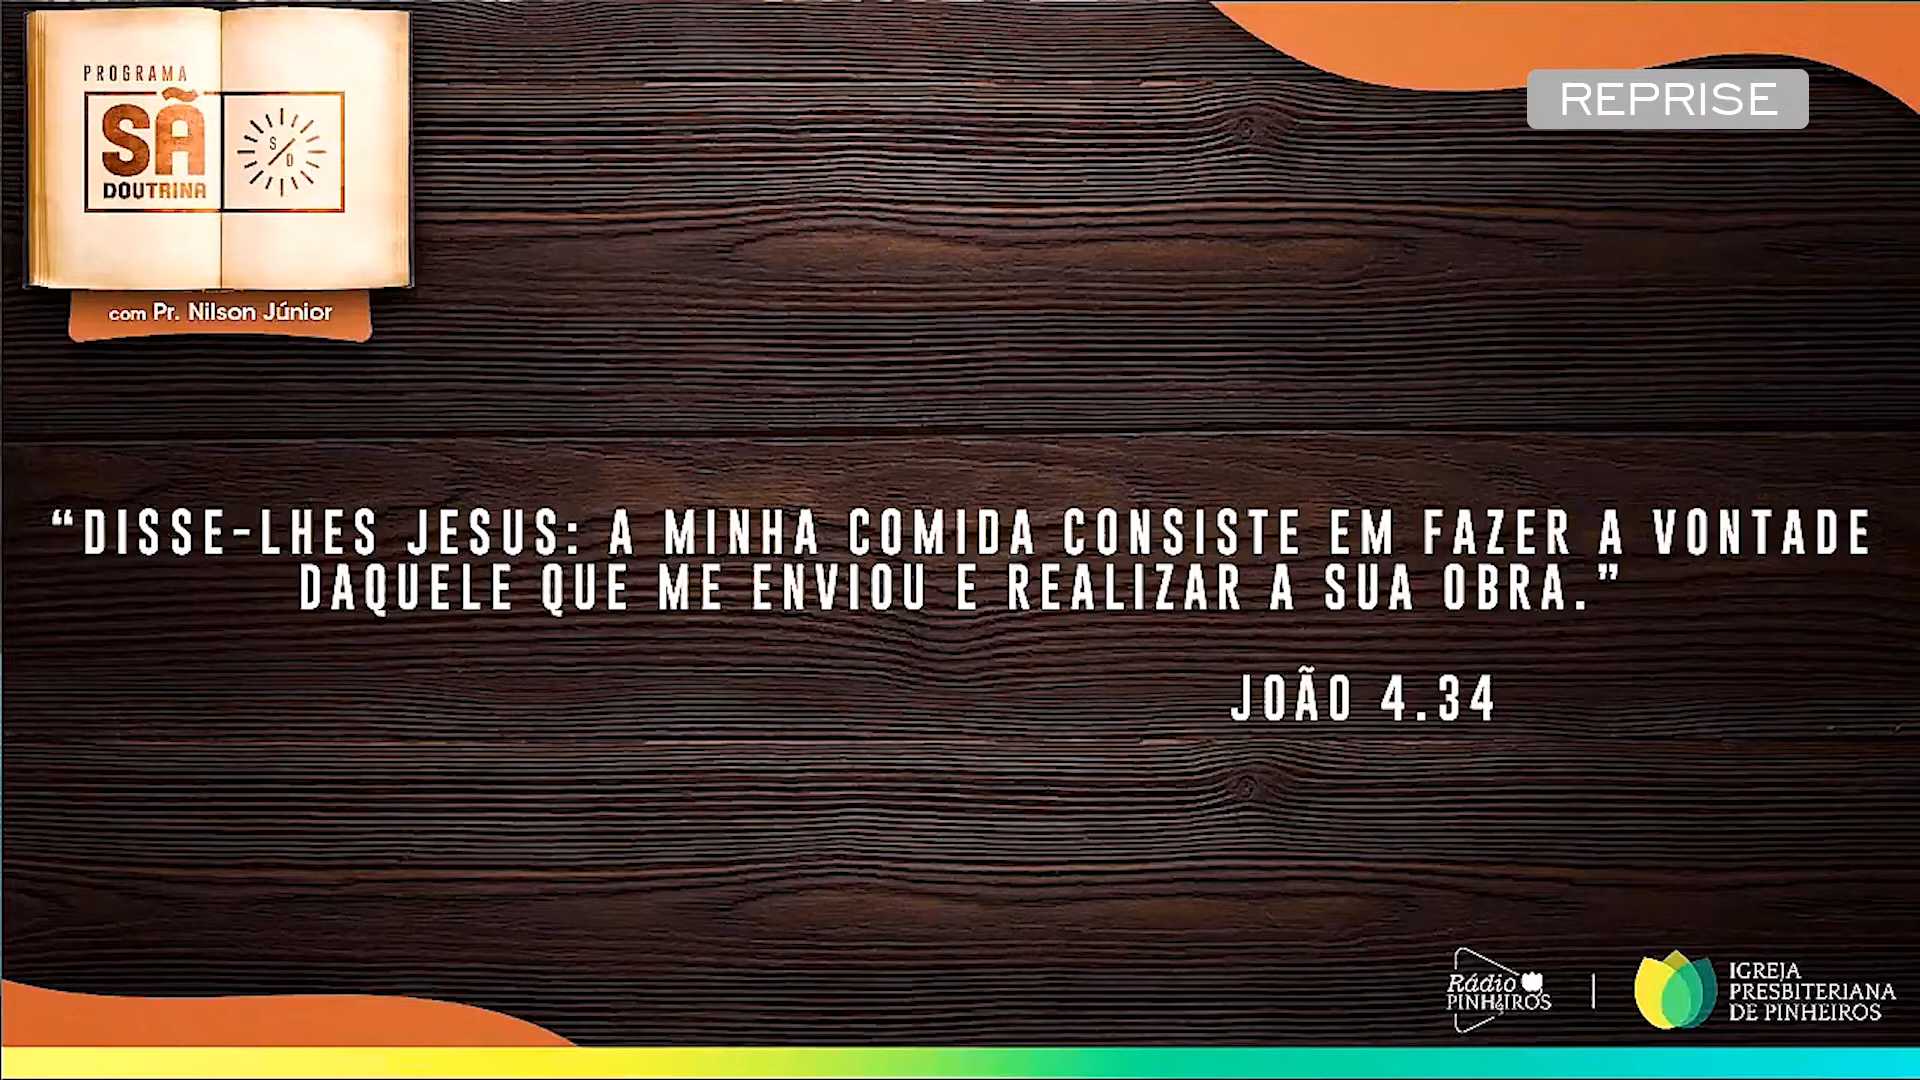 PROGRAMA
SÃ
DOUTRINA
S/D
com Pr. Nilson Júnior
REPRISE
“DISSE-LHES JESUS: A MINHA COMIDA CONSISTE EM FAZER A VONTADE
DAQUELE QUE ME ENVIOU E REALIZAR A SUA OBRA.”
JOÃO 4.34
Rádio
PINHEIROS
IGREJA
PRESBITERIANA
DE PINHEIROS